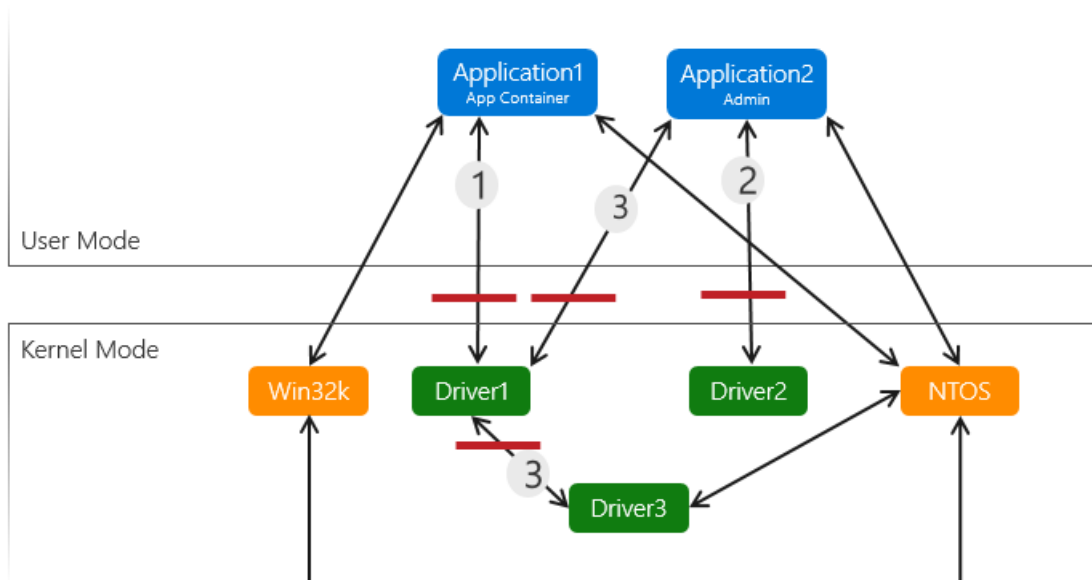 Application1
App Container
Application2
Admin
1
3
2
User Mode
Kernel Mode
Win32k
Driver1
Driver2
NTOS
3
Driver3